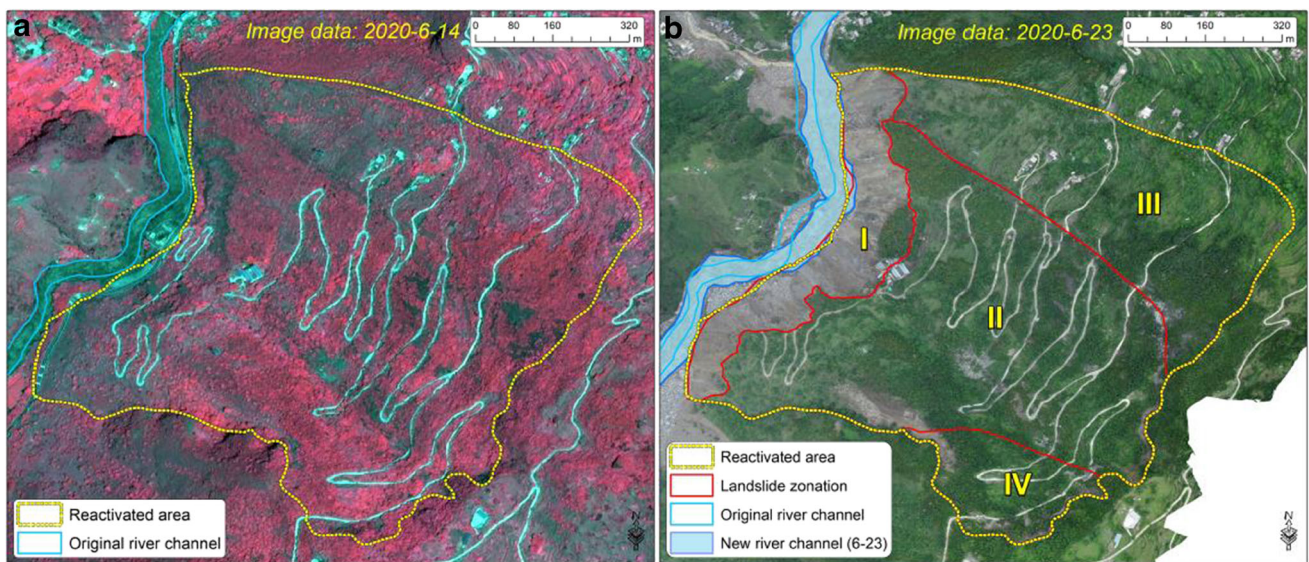 a
Image data: 2020-6-14
0 80 160 320
m
Reactivated area
Original river channel
N
b
Image data: 2020-6-23
0 80 160 320
m
I
II
III
IV
Reactivated area
Landslide zonation
Original river channel
New river channel (6-23)
N